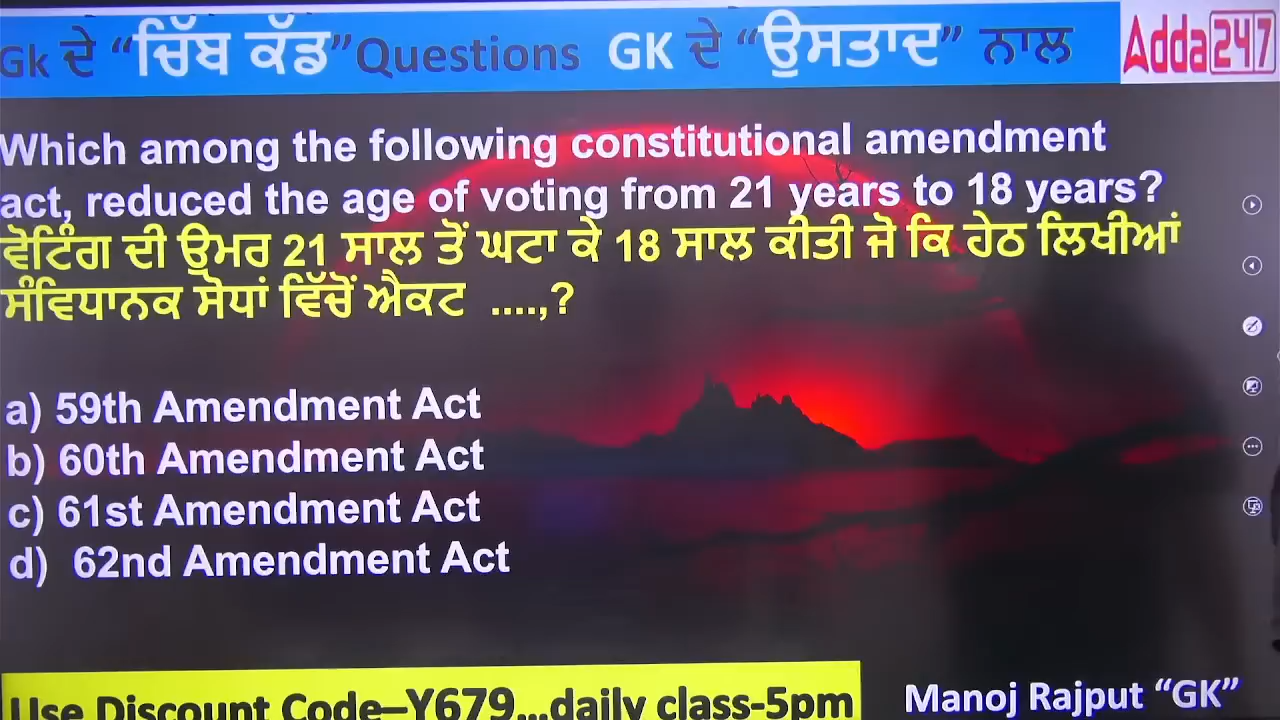 Gk ਦੇ “ਚਿੱਬ ਕੱਡ”Questions GK ਦੇ “ਉਸਤਾਦ” ਨਾਲ
Adda247
Which among the following constitutional amendment
act, reduced the age of voting from 21 years to 18 years?
ਵੋਟਿੰਗ ਦੀ ਉਮਰ 21 ਸਾਲ ਤੋਂ ਘਟਾ ਕੇ 18 ਸਾਲ ਕੀਤੀ ਜੋ ਕਿ ਹੇਠ ਲਿਖੀਆਂ
ਸੰਵਿਧਾਨਕ ਸੋਧਾਂ ਵਿੱਚੋਂ ਐਕਟ ....,?
a) 59th Amendment Act
b) 60th Amendment Act
c) 61st Amendment Act
d) 62nd Amendment Act
Use Discount Code–Y679...daily class-5pm
Manoj Rajput “GK”